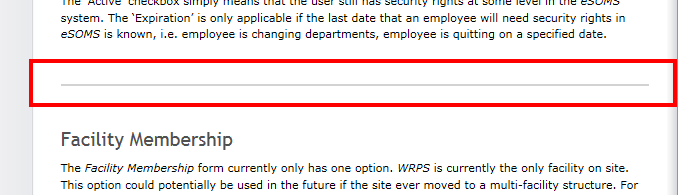 The 'Active' checkbox simply means that the user still has security rights at some level in the eSOMS
system. The 'Expiration' is only applicable if the last date that an employee will need security rights in
eSOMS is known, i.e. employee is changing departments, employee is quitting on a specified date.
Facility Membership
The Facility Membership form currently only has one option. WRPS is currently the only facility on site.
This option could potentially be used in the future if the site ever moved to a multi-facility structure. For